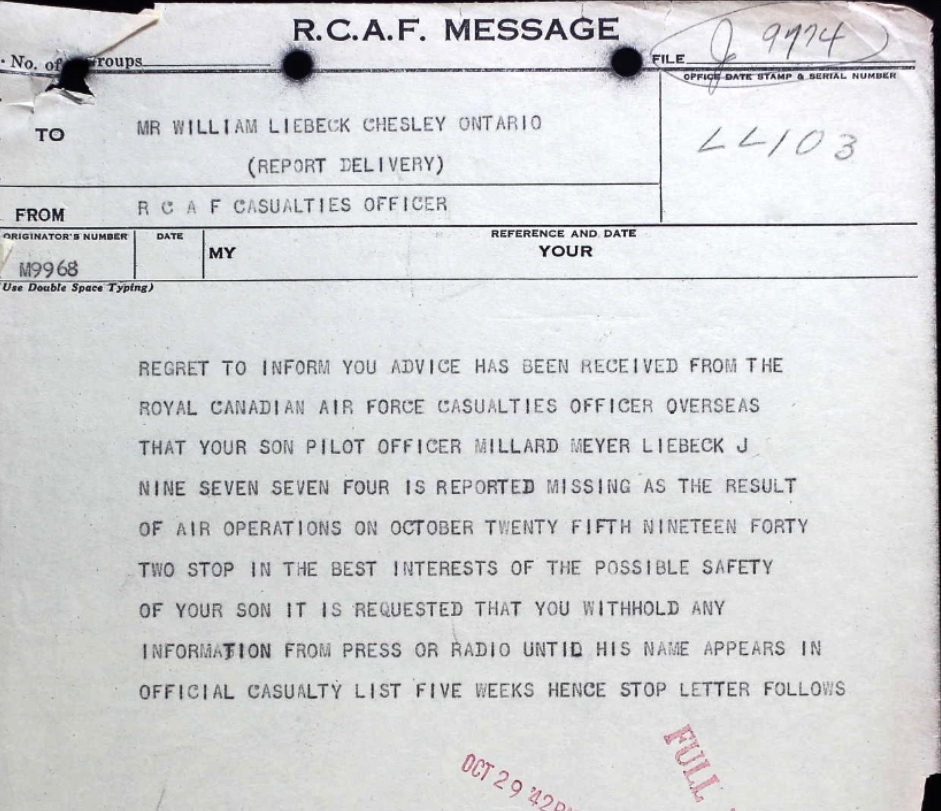 R.C.A.F. MESSAGE
No. of roups
FILE J 9774
OFFICE DATE STAMP & SERIAL NUMBER
LL103
TO MR WILLIAM LIEBECK CHESLEY ONTARIO
(REPORT DELIVERY)
FROM R C A F CASUALTIES OFFICER
ORIGINATOR'S NUMBER DATE REFERENCE AND DATE
MY YOUR
M9968
Use Double Space Typing)
REGRET TO INFORM YOU ADVICE HAS BEEN RECEIVED FROM THE
ROYAL CANADIAN AIR FORCE CASUALTIES OFFICER OVERSEAS
THAT YOUR SON PILOT OFFICER MILLARD MEYER LIEBECK J
NINE SEVEN SEVEN FOUR IS REPORTED MISSING AS THE RESULT
OF AIR OPERATIONS ON OCTOBER TWENTY FIFTH NINETEEN FORTY
TWO STOP IN THE BEST INTERESTS OF THE POSSIBLE SAFETY
OF YOUR SON IT IS REQUESTED THAT YOU WITHHOLD ANY
INFORMATION FROM PRESS OR RADIO UNTID HIS NAME APPEARS IN
OFFICIAL CASUALTY LIST FIVE WEEKS HENCE STOP LETTER FOLLOWS
OCT 29 '42
FULL